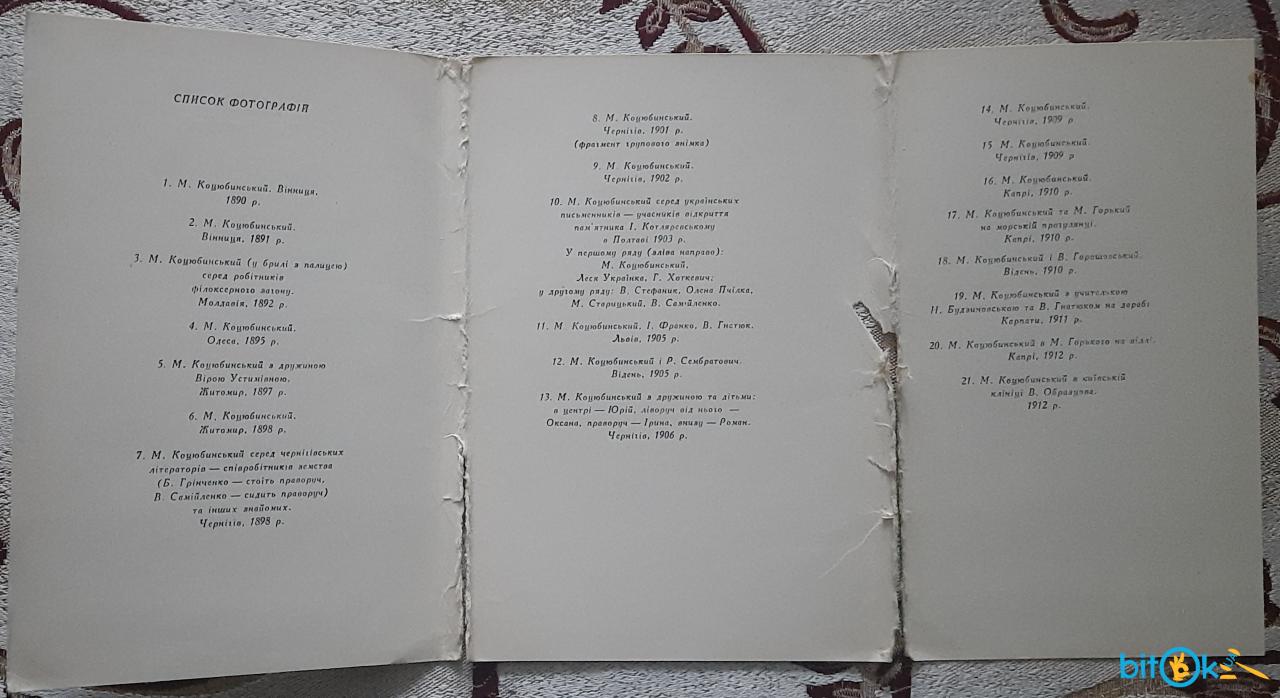 СПИСОК ФОТОГРАФІЙ
1. М. Коцюбинський. Вінниця,
1890 р.
2. М. Коцюбинський.
Вінниця, 1891 р.
3. М. Коцюбинський (у брилі з палицею)
серед робітників
філоксерного загону.
Молдавія, 1892 р.
4. М. Коцюбинський.
Одеса, 1895 р.
5. М. Коцюбинський з дружиною
Вірою Устимівною.
Житомир, 1897 р.
6. М. Коцюбинський.
Житомир, 1898 р.
7. М. Коцюбинський серед чернігівських
літераторів — співробітників земства
(Б. Грінченко — стоїть праворуч,
В. Самійленко — сидить праворуч)
та інших знайомих.
Чернігів, 1898 р.
8. М. Коцюбинський.
Чернігів, 1901 р.
(фрагмент групового знімка)
9. М. Коцюбинський.
Чернігів, 1902 р.
10. М. Коцюбинський серед українських
письменників — учасників відкриття
пам'ятника І. Котляревському
в Полтаві 1903 р.
У першому ряду (зліва направо):
М. Коцюбинський,
Леся Українка, Г. Хоткевич;
у другому ряду: В. Стефаник, Олена Пчілка,
М. Старицький, В. Самійленко.
11. М. Коцюбинський, І. Франко, В. Гнатюк.
Львів, 1905 р.
12. М. Коцюбинський і Р. Сембратович.
Відень, 1905 р.
13. М. Коцюбинський з дружиною та дітьми:
в центрі — Юрій, ліворуч від нього —
Оксана, праворуч — Ірина, внизу — Роман.
Чернігів, 1906 р.
14. М. Коцюбинський.
Чернігів, 1909 р
15 М. Коцюбинський.
Чернігів, 1909 р
16. М. Коцюбинський.
Капрі, 1910 р.
17. М. Коцюбинський та М. Горький
на морській прогулянці.
Капрі, 1910 р.
18. М. Коцюбинський і В.
Відень, 1910 р.
19. М. Коцюбинський з учителькою
Н. Будзиновською та В. Гнатюком на дарабі
Карпати, 1911 р.
20. М. Коцюбинський в М. Горького на віллі.
Капрі, 1912 р.
21. М. Коцюбинський в київській
клініці В. Образцова.
1912 р.
bitOk